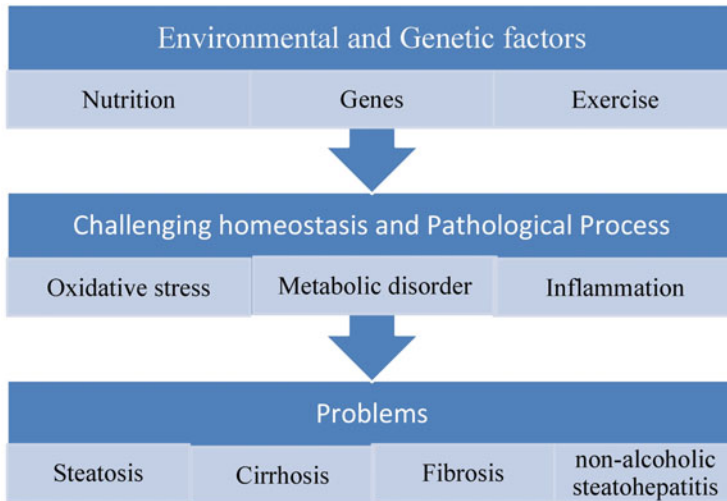 Environmental and Genetic factors
Nutrition Genes Exercise
Challenging homeostasis and Pathological Process
Oxidative stress Metabolic disorder Inflammation
Problems
Steatosis Cirrhosis Fibrosis non-alcoholic
steatohepatitis